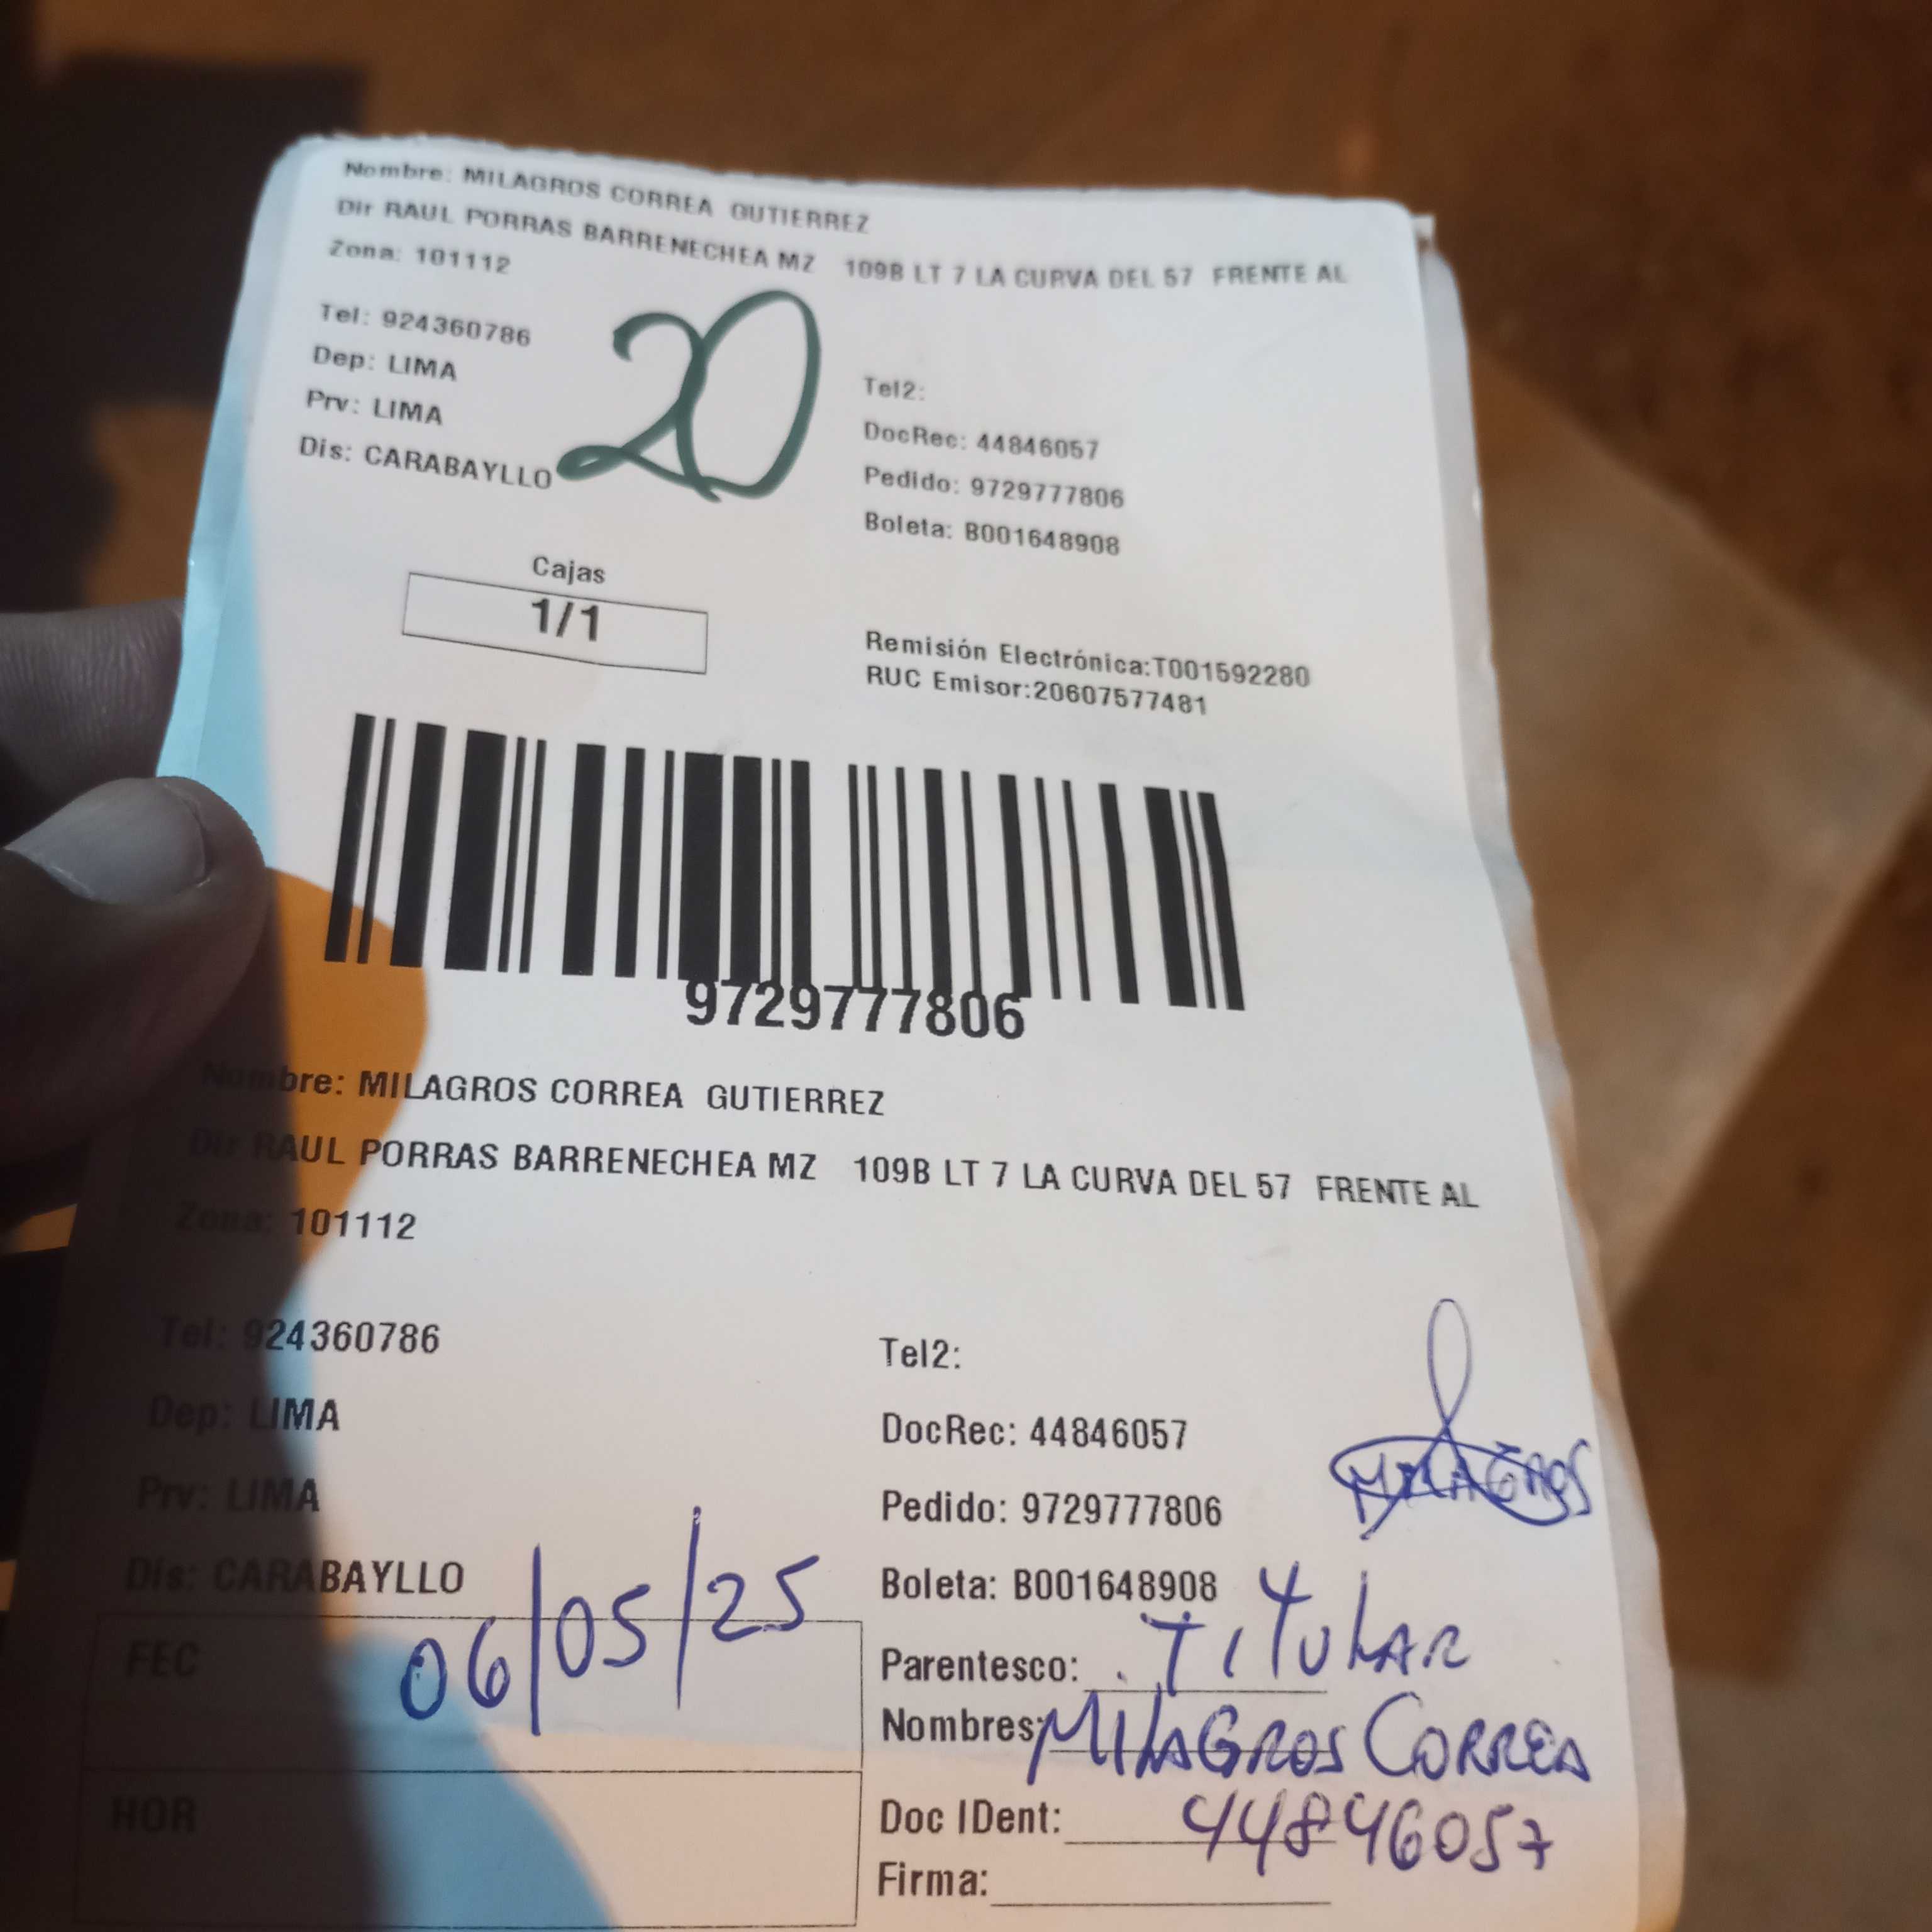 Nombre: MILAGROS CORREA GUTIERREZ
Dir RAUL PORRAS BARRENECHEA MZ 109B LT 7 LA CURVA DEL 57 FRENTE AL
Zona: 101112
20
Tel: 924360786
Dep: LIMA
Prv: LIMA
Dis: CARABAYLLO
Tel2:
DocRec: 44846057
Pedido: 9729777806
Boleta: B001648908
Cajas
1/1
Remisión Electrónica:T001592280
RUC Emisor:20607577481
9729777806
Nombre: MILAGROS CORREA GUTIERREZ
Dir RAUL PORRAS BARRENECHEA MZ 109B LT 7 LA CURVA DEL 57 FRENTE AL
Zona: 101112
Tel: 924360786
Dep: LIMA
Prv: LIMA
Dis: CARABAYLLO
Tel2:
DocRec: 44846057
Pedido: 9729777806
MILAGROS
Boleta: B001648908
FEC 06/05/25
HOR
Parentesco: TITULAR
Nombres: MILAGROS CORREA
Doc IDent: 44846057
Firma: